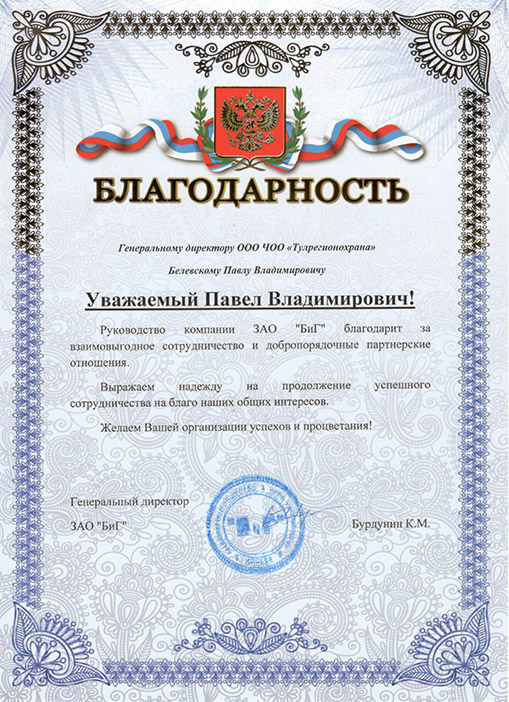 БЛАГОДАРНОСТЬ
Генеральному директору ООО ЧОО «Тулрегионохрана»
Белевскому Павлу Владимировичу
Уважаемый Павел Владимирович!
Руководство компании ЗАО "БиГ" благодарит за
взаимовыгодное сотрудничество и добропорядочные партнерские
отношения.
Выражаем надежду на продолжение успешного
сотрудничества на благо наших общих интересов.
Желаем Вашей организации успехов и процветания!
Генеральный директор
ЗАО "БиГ"
Бурдунин К.М.